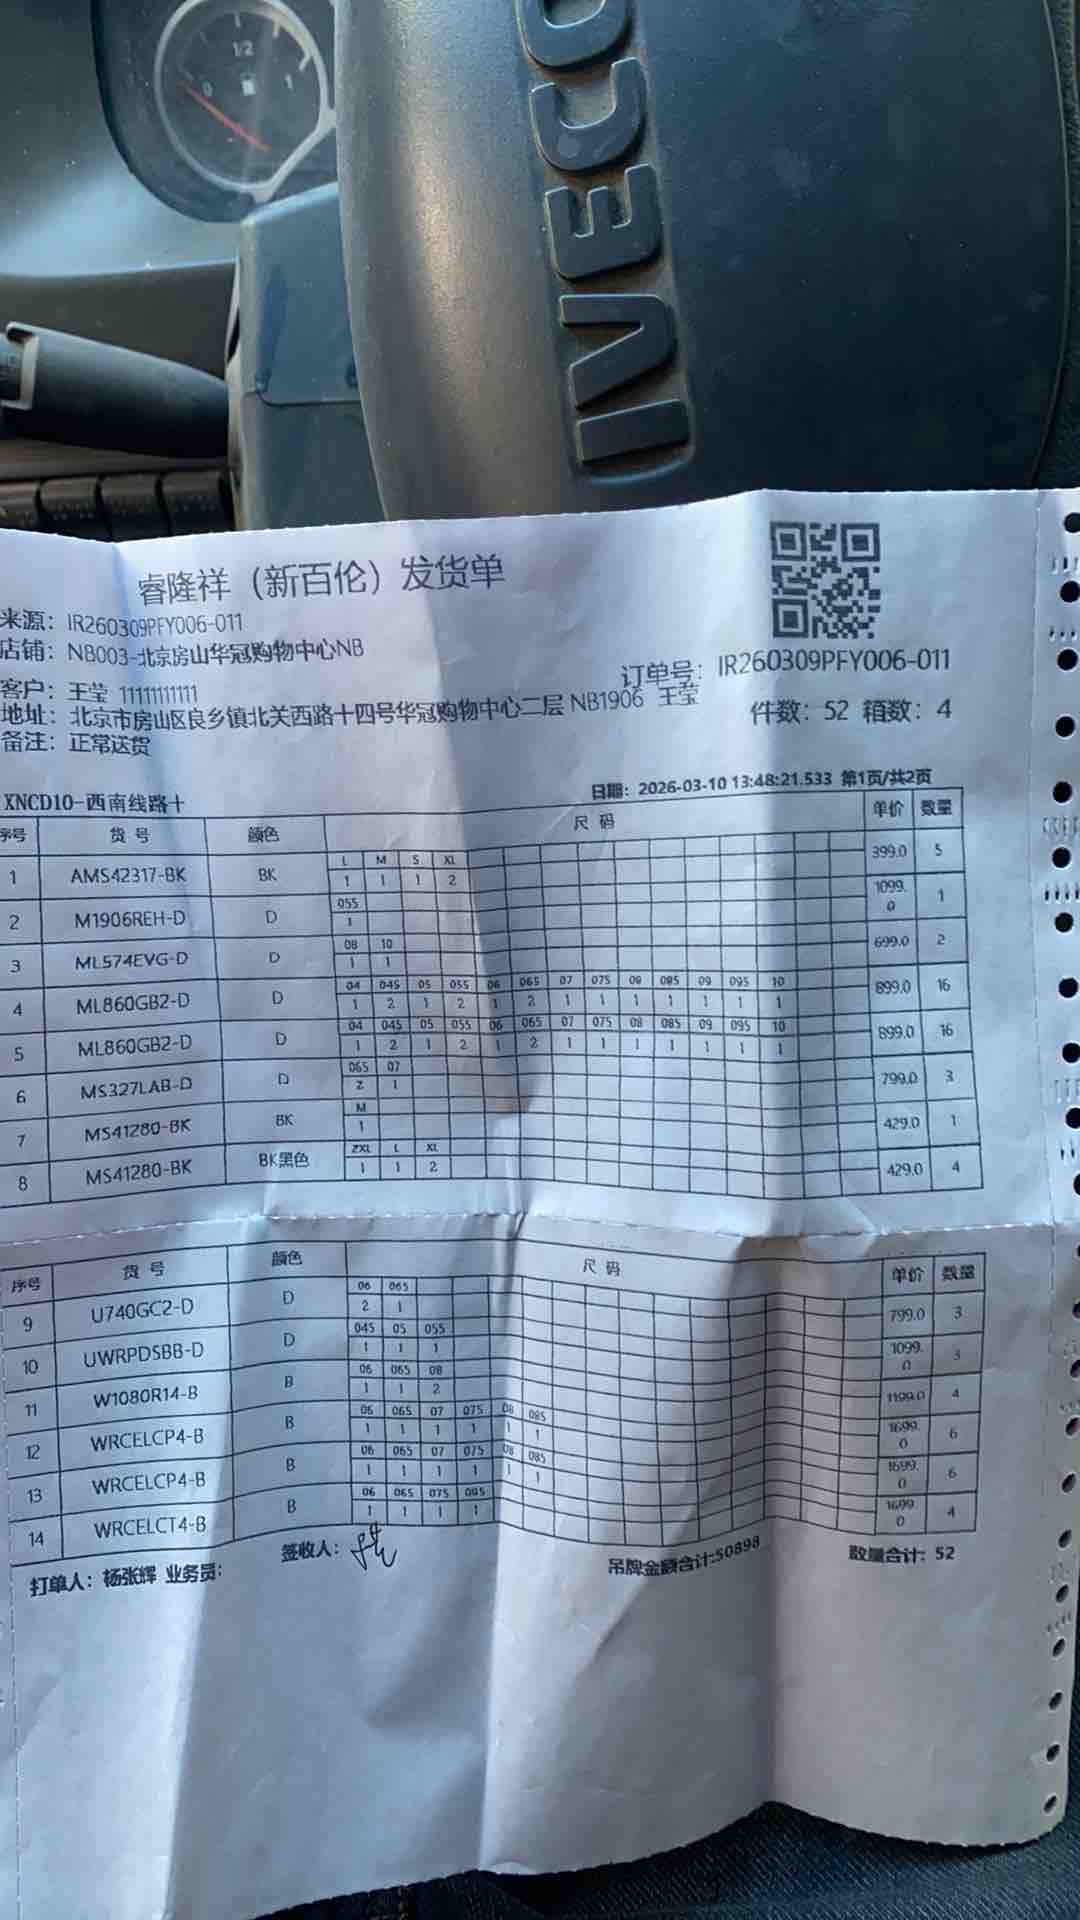 0 1/2 1
IVECO
睿隆祥（新百伦）发货单
来源：IR260309PFY006-011
店铺：NB003-北京房山华冠购物中心NB
订单号：IR260309PFY006-011
客户：王莹 11111111111
地址：北京市房山区良乡镇北关西路十四号华冠购物中心二层 NB1906 王莹
件数：52 箱数：4
备注：正常送货
日期：2026-03-10 13:48:21.533 第1页/共2页
XNCD10-西南线路十
序号 货号 颜色 尺码 单价 数量
L M S XL
1 AMS42317-BK BK 1 1 1 2 399.0 5
055
2 M1906REH-D D 1 1099.0 1
08 10
3 ML574EVG-D D 1 1 699.0 2
04 045 05 055 06 065 07 075 08 085 09 095 10
4 ML860GB2-D D 1 2 1 2 1 2 1 1 1 1 1 1 1 899.0 16
04 045 05 055 06 065 07 075 08 085 09 095 10
5 ML860GB2-D D 1 2 1 2 1 2 1 1 1 1 1 1 1 899.0 16
065 07
6 MS327LAB-D D 2 1 799.0 3
M
7 MS41280-BK BK 1 429.0 1
2XL L XL
8 MS41280-BK BK黑色 1 1 2 429.0 4
序号 货号 颜色 尺码 单价 数量
06 065
9 U740GC2-D D 2 1 799.0 3
045 05 055
10 UWRPDSBB-D D 1 1 1 1099.0 3
06 065 08
11 W1080R14-B B 1 1 2 1199.0 4
06 065 07 075 08 085
12 WRCELCP4-B B 1 1 1 1 1 1 1699.0 6
06 065 07 075 08 085
13 WRCELCP4-B B 1 1 1 1 1 1 1699.0 6
06 065 075 085
14 WRCELCT4-B B 1 1 1 1 1699.0 4
打单人：杨张辉 业务员： 签收人： 吊牌金额合计:50898 数量合计：52